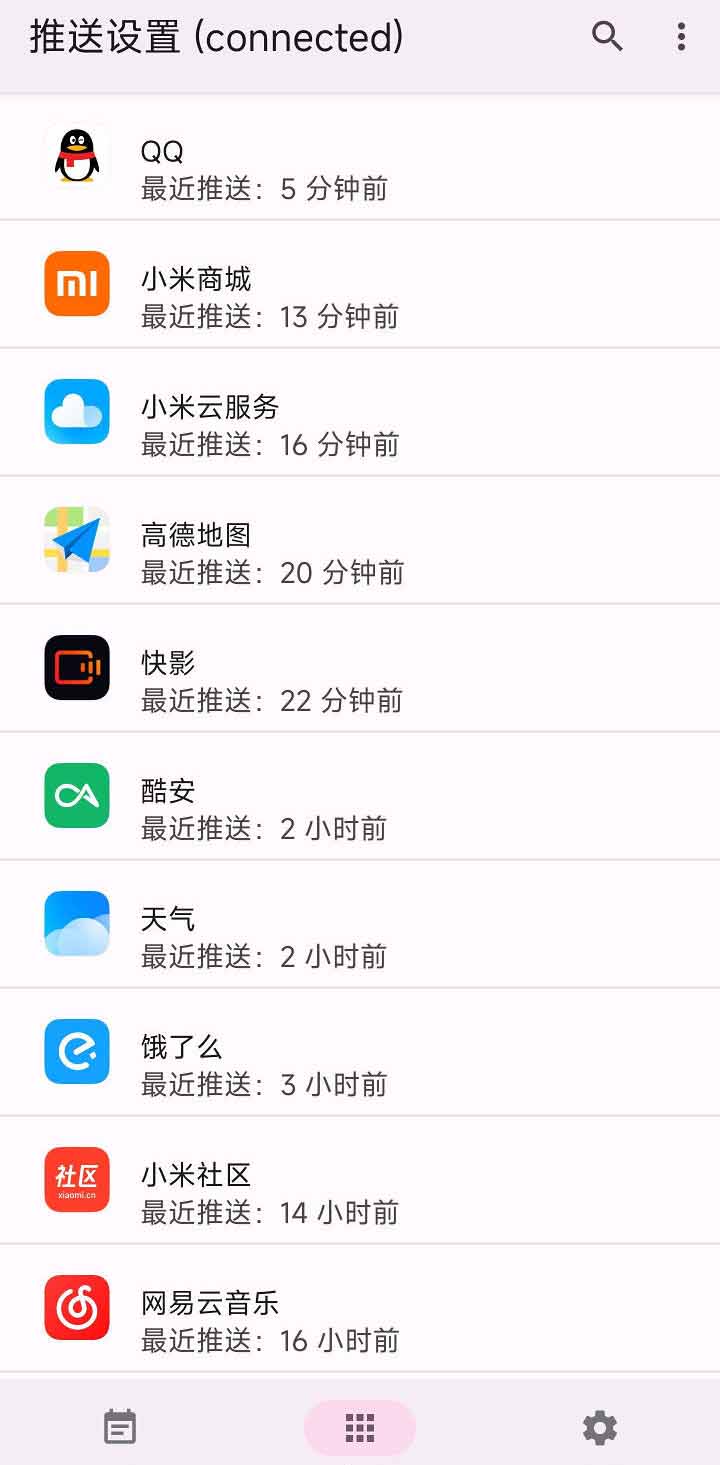 推送设置 (connected)
QQ
最近推送：5 分钟前
小米商城
最近推送：13 分钟前
小米云服务
最近推送：16 分钟前
高德地图
最近推送：20 分钟前
快影
最近推送：22 分钟前
酷安
最近推送：2 小时前
天气
最近推送：2 小时前
饿了么
最近推送：3 小时前
社区
xiaomi.cn
小米社区
最近推送：14 小时前
网易云音乐
最近推送：16 小时前